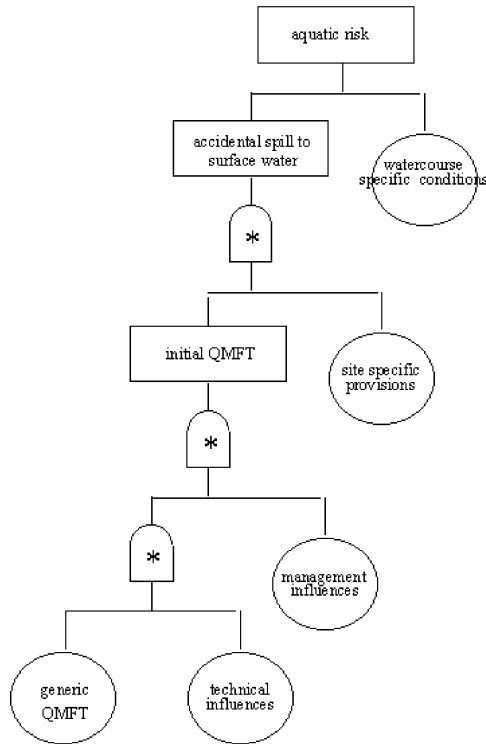 aquatic risk
accidental spill to
surface water
watercourse
specific conditions
*
initial QMFT
site specific
provisions
*
*
management
influences
generic
QMFT
technical
influences